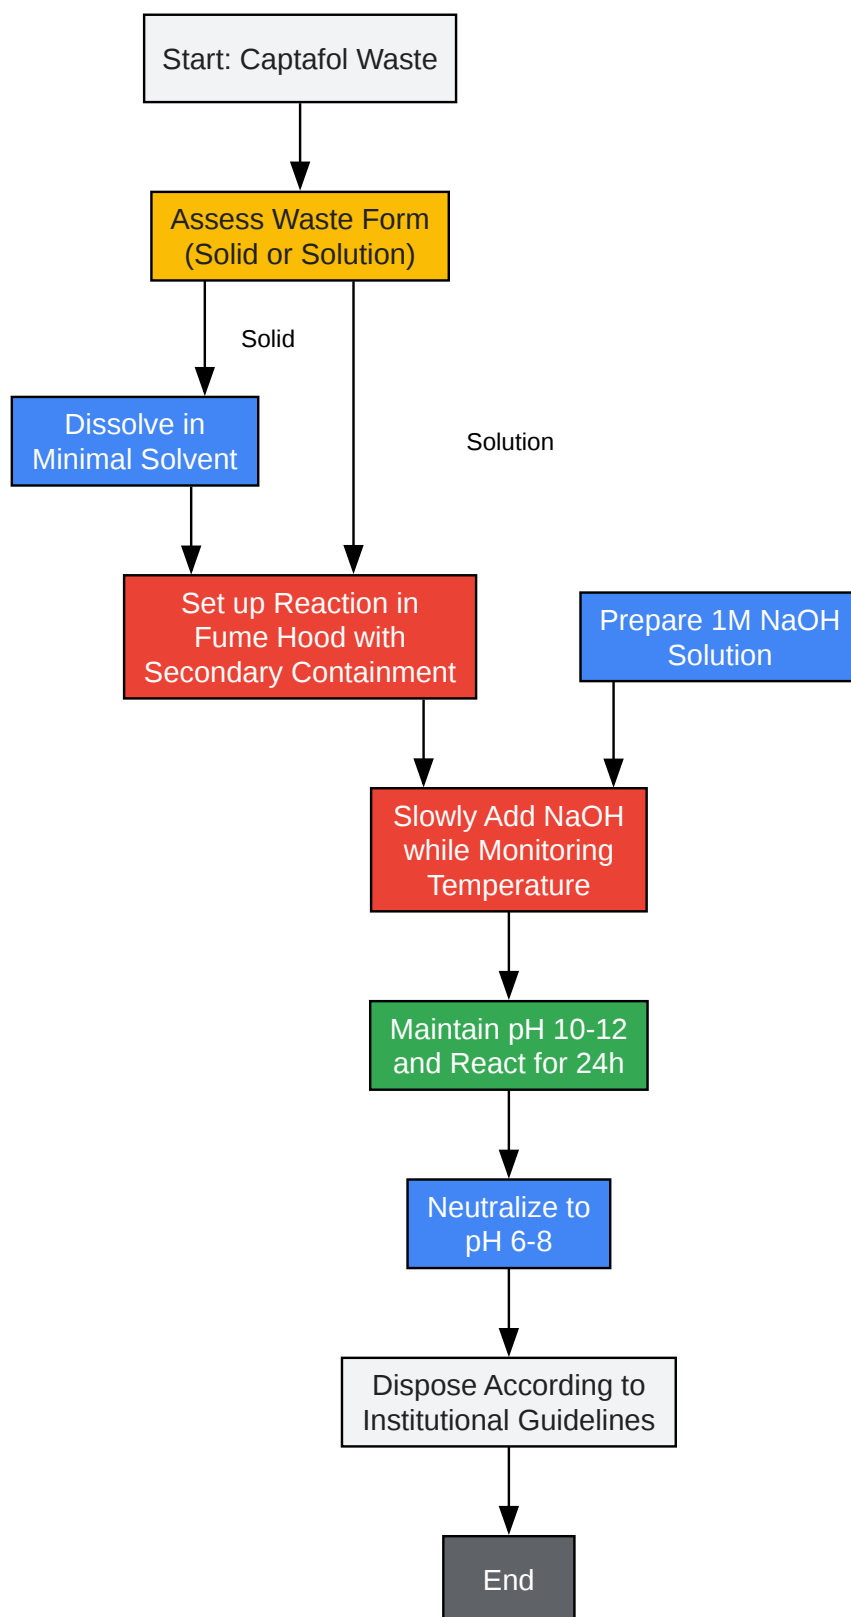 Start: Captafol Waste
Assess Waste Form
(Solid or Solution)
Solid
Dissolve in
Minimal Solvent
Solution
Set up Reaction in
Fume Hood with
Secondary Containment
Prepare 1M NaOH
Solution
Slowly Add NaOH
while Monitoring
Temperature
Maintain pH 10-12
and React for 24h
Neutralize to
pH 6-8
Dispose According to
Institutional Guidelines
End